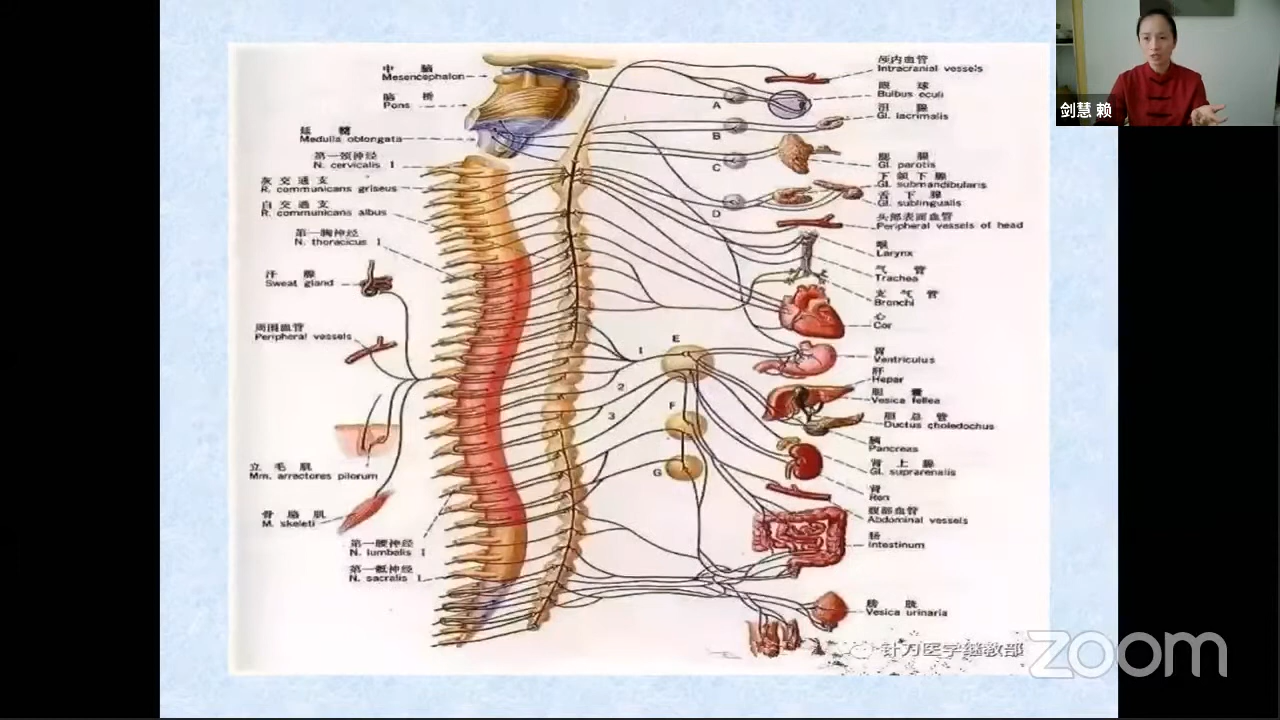 中 脑
Mesencephalon
脑 桥
Pons
延 髓
Medulla oblongata
第一颈神经
N. cervicalis I
灰 交 通 支
R. communicans griseus
白 交 通 支
R. communicans albus
第一胸神经
N. thoracicus I
汗 腺
Sweat gland
周围血管
Peripheral vessels
立 毛 肌
Mm. arrectores pilorum
骨 骼 肌
M. skeleti
第一腰神经
N. lumbalis I
第一骶神经
N. sacralis I
A
B
C
D
E
1
2
3
F
G
颅内血管
Intracranial vessels
眼 球
Bulbus oculi
泪 腺
Gl. lacrimalis
腮 腺
Gl. parotis
下 颌 下 腺
Gl. submandibularis
舌 下 腺
Gl. sublingualis
头部表面血管
Peripheral vessels of head
喉
Larynx
气 管
Trachea
支 气 管
Bronchi
心
Cor
胃
Ventriculus
肝
Hepar
胆 囊
Vesica fellea
胆 总 管
Ductus choledochus
胰
Pancreas
肾 上 腺
Gl. suprarenalis
肾
Ren
腹部血管
Abdominal vessels
肠
Intestinum
膀 胱
Vesica urinaria
针刀医学继教部
zoom
剑慧 赖